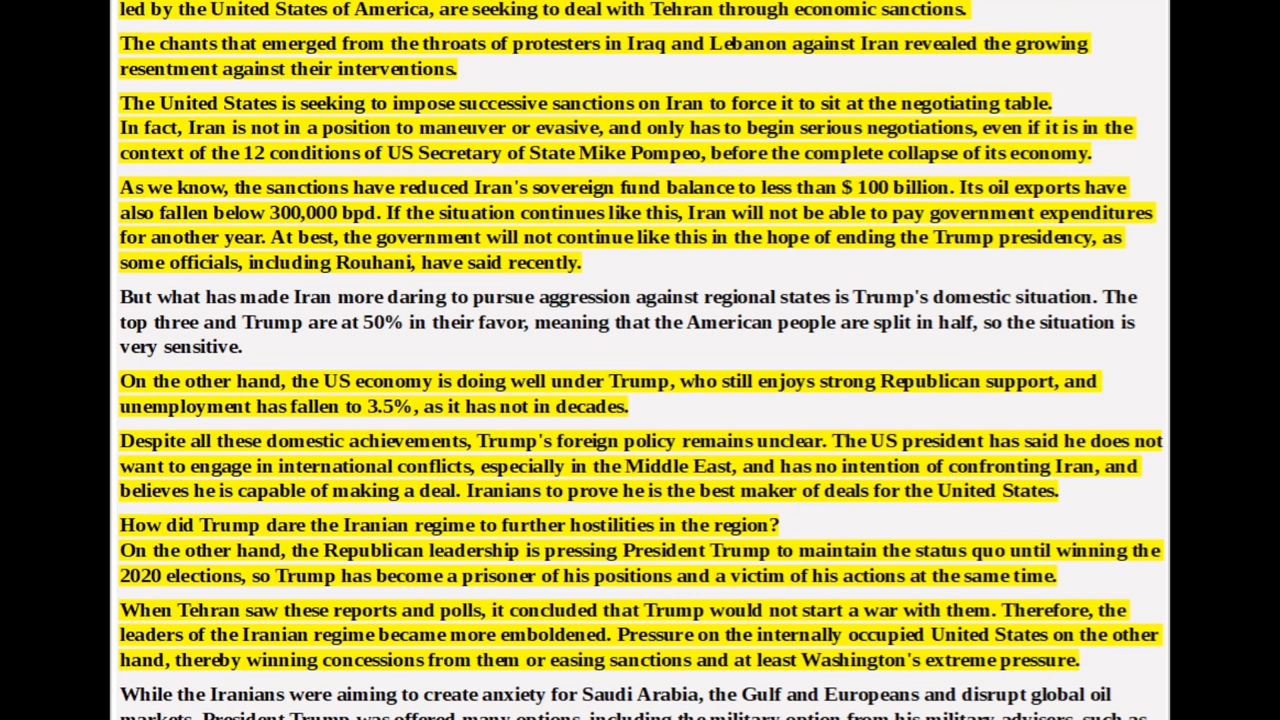 led by the United States of America, are seeking to deal with Tehran through economic sanctions.
The chants that emerged from the throats of protesters in Iraq and Lebanon against Iran revealed the growing
resentment against their interventions.
The United States is seeking to impose successive sanctions on Iran to force it to sit at the negotiating table.
In fact, Iran is not in a position to maneuver or evasive, and only has to begin serious negotiations, even if it is in the
context of the 12 conditions of US Secretary of State Mike Pompeo, before the complete collapse of its economy.
As we know, the sanctions have reduced Iran's sovereign fund balance to less than $ 100 billion. Its oil exports have
also fallen below 300,000 bpd. If the situation continues like this, Iran will not be able to pay government expenditures
for another year. At best, the government will not continue like this in the hope of ending the Trump presidency, as
some officials, including Rouhani, have said recently.
But what has made Iran more daring to pursue aggression against regional states is Trump's domestic situation. The
top three and Trump are at 50% in their favor, meaning that the American people are split in half, so the situation is
very sensitive.
On the other hand, the US economy is doing well under Trump, who still enjoys strong Republican support, and
unemployment has fallen to 3.5%, as it has not in decades.
Despite all these domestic achievements, Trump's foreign policy remains unclear. The US president has said he does not
want to engage in international conflicts, especially in the Middle East, and has no intention of confronting Iran, and
believes he is capable of making a deal. Iranians to prove he is the best maker of deals for the United States.
How did Trump dare the Iranian regime to further hostilities in the region?
On the other hand, the Republican leadership is pressing President Trump to maintain the status quo until winning the
2020 elections, so Trump has become a prisoner of his positions and a victim of his actions at the same time.
When Tehran saw these reports and polls, it concluded that Trump would not start a war with them. Therefore, the
leaders of the Iranian regime became more emboldened. Pressure on the internally occupied United States on the other
hand, thereby winning concessions from them or easing sanctions and at least Washington's extreme pressure.
While the Iranians were aiming to create anxiety for Saudi Arabia, the Gulf and Europeans and disrupt global oil
markets, President Trump was offered many options, including the military option from his military advisors, such as